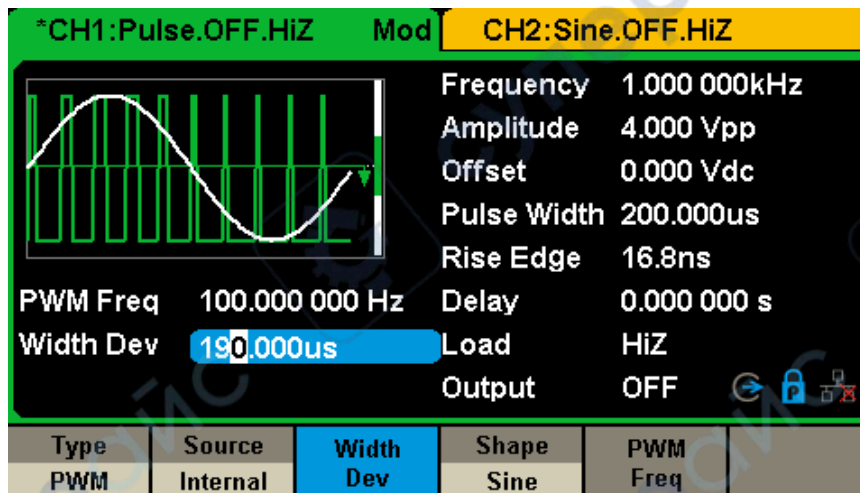 *CH1:Pulse.OFF.HiZ Mod
CH2:Sine.OFF.HiZ
Frequency 1.000 000kHz
Amplitude 4.000 Vpp
Offset 0.000 Vdc
Pulse Width 200.000us
Rise Edge 16.8ns
PWM Freq 100.000 000 Hz
Delay 0.000 000 s
Width Dev 190.000us
Load HiZ
Output OFF
P
Type
PWM
Source
Internal
Width
Dev
Shape
Sine
PWM
Freq